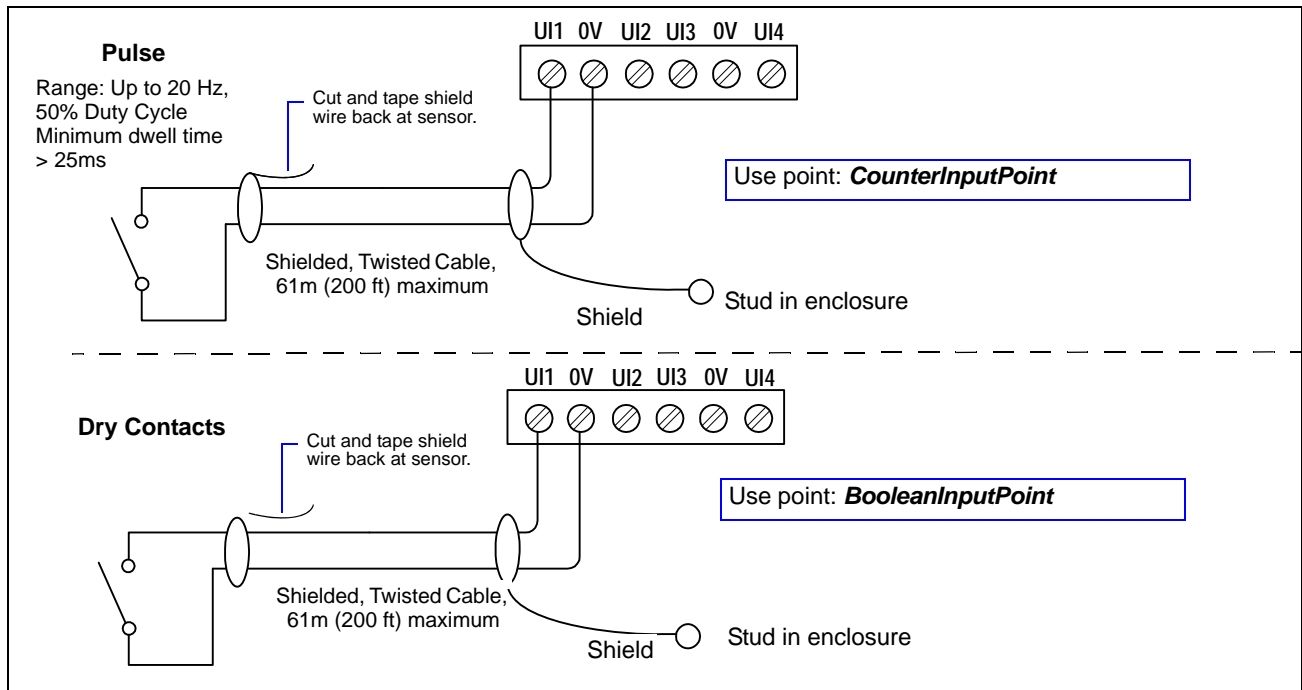 UI1 0V UI2 UI3 0V UI4
Pulse
Range: Up to 20 Hz,
50% Duty Cycle
Minimum dwell time
> 25ms
Cut and tape shield
wire back at sensor.
Use point: CounterInputPoint
Shielded, Twisted Cable,
61m (200 ft) maximum
Shield
Stud in enclosure
UI1 0V UI2 UI3 0V UI4
Dry Contacts
Cut and tape shield
wire back at sensor.
Use point: BooleanInputPoint
Shielded, Twisted Cable,
61m (200 ft) maximum
Shield
Stud in enclosure